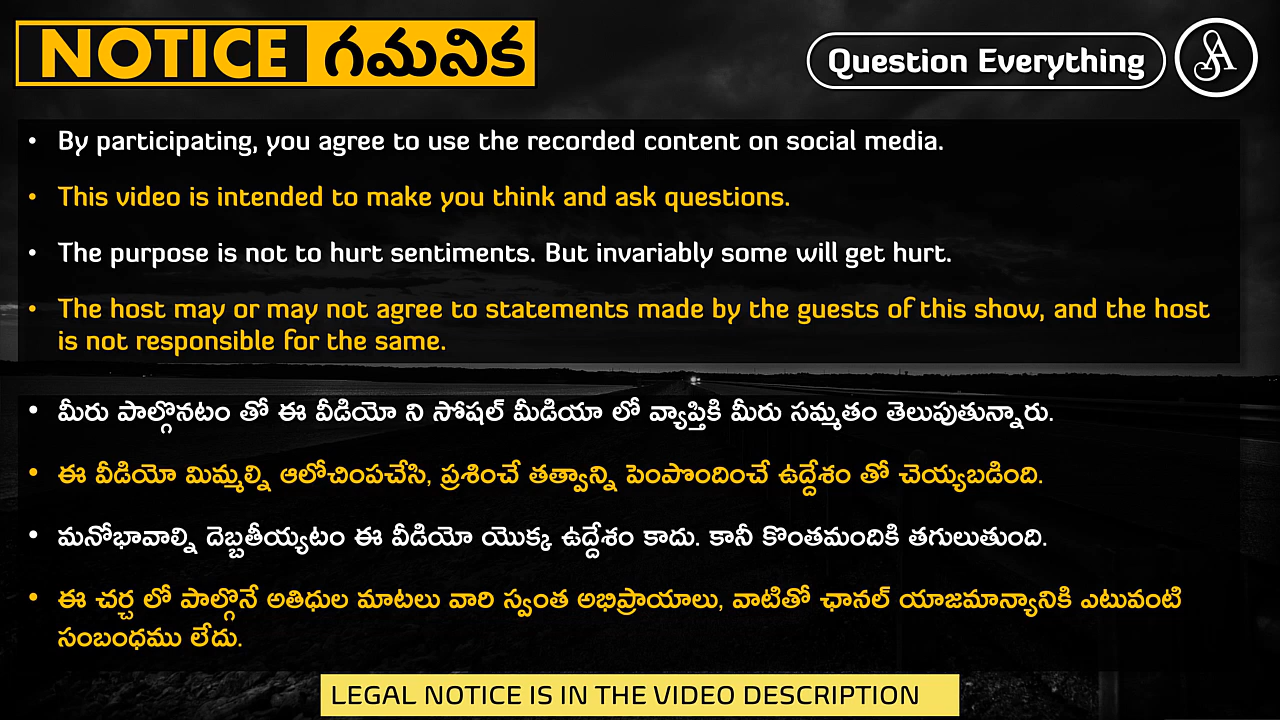 NOTICE గమనిక
Question Everything
SA
• By participating, you agree to use the recorded content on social media.
• This video is intended to make you think and ask questions.
• The purpose is not to hurt sentiments. But invariably some will get hurt.
• The host may or may not agree to statements made by the guests of this show, and the host
is not responsible for the same.
• మీరు పాల్గొనటం తో ఈ వీడియో ని సోషల్ మీడియా లో వ్యాప్తికి మీరు సమ్మతం తెలుపుతున్నారు.
• ఈ వీడియో మిమ్మల్ని ఆలోచింపచేసి, ప్రశించే తత్వాన్ని పెంపొందించే ఉద్దేశం తో చెయ్యబడింది.
• మనోభావాల్ని దెబ్బతీయ్యటం ఈ వీడియో యొక్క ఉద్దేశం కాదు. కానీ కొంతమందికి తగులుతుంది.
• ఈ చర్చ లో పాల్గొనే అతిధుల మాటలు వారి స్వంత అభిప్రాయాలు, వాటితో ఛానల్ యాజమాన్యానికి ఎటువంటి
సంబంధము లేదు.
LEGAL NOTICE IS IN THE VIDEO DESCRIPTION